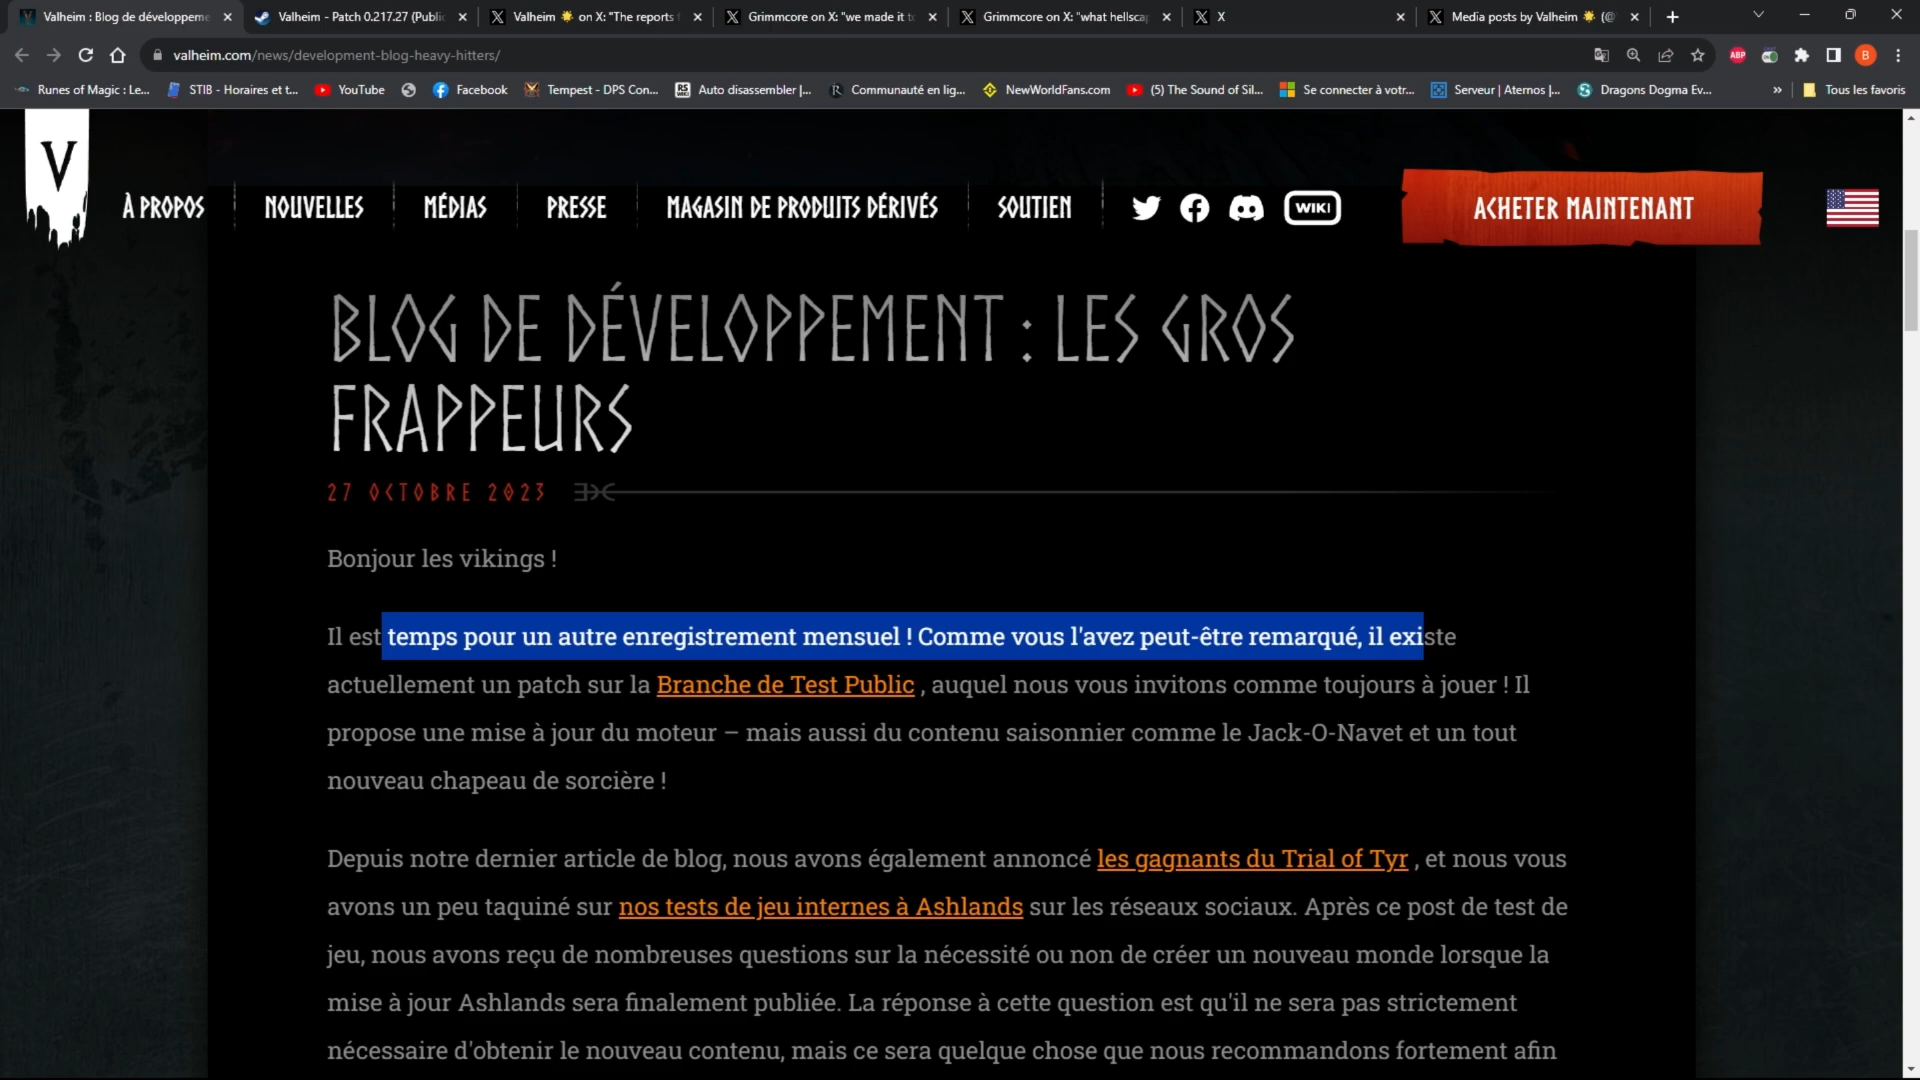 Valheim : Blog de développeme
Valheim - Patch 0.217.27 (Public
Valheim 🌟 on X: "The reports f
Grimmcore on X: "we made it to
Grimmcore on X: "what hellscap
X
Media posts by Valheim 🌟 (@
valheim.com/news/development-blog-heavy-hitters/
ABP
B
Runes of Magic : Le...
STIB - Horaires et t...
YouTube
Facebook
Tempest - DPS Con...
Auto disassembler |...
Communauté en lig...
NewWorldFans.com
(5) The Sound of Sil...
Se connecter à votr...
Serveur | Aternos |...
Dragons Dogma Ev...
»
Tous les favoris
V
À PROPOS
NOUVELLES
MÉDIAS
PRESSE
MAGASIN DE PRODUITS DÉRIVÉS
SOUTIEN
WIKI
ACHETER MAINTENANT
BLOG DE DÉVELOPPEMENT : LES GROS
FRAPPEURS
27 OCTOBRE 2023
Bonjour les vikings !
Il est temps pour un autre enregistrement mensuel ! Comme vous l'avez peut-être remarqué, il existe
actuellement un patch sur la Branche de Test Public , auquel nous vous invitons comme toujours à jouer ! Il
propose une mise à jour du moteur – mais aussi du contenu saisonnier comme le Jack-O-Navet et un tout
nouveau chapeau de sorcière !
Depuis notre dernier article de blog, nous avons également annoncé les gagnants du Trial of Tyr , et nous vous
avons un peu taquiné sur nos tests de jeu internes à Ashlands sur les réseaux sociaux. Après ce post de test de
jeu, nous avons reçu de nombreuses questions sur la nécessité ou non de créer un nouveau monde lorsque la
mise à jour Ashlands sera finalement publiée. La réponse à cette question est qu'il ne sera pas strictement
nécessaire d'obtenir le nouveau contenu, mais ce sera quelque chose que nous recommandons fortement afin